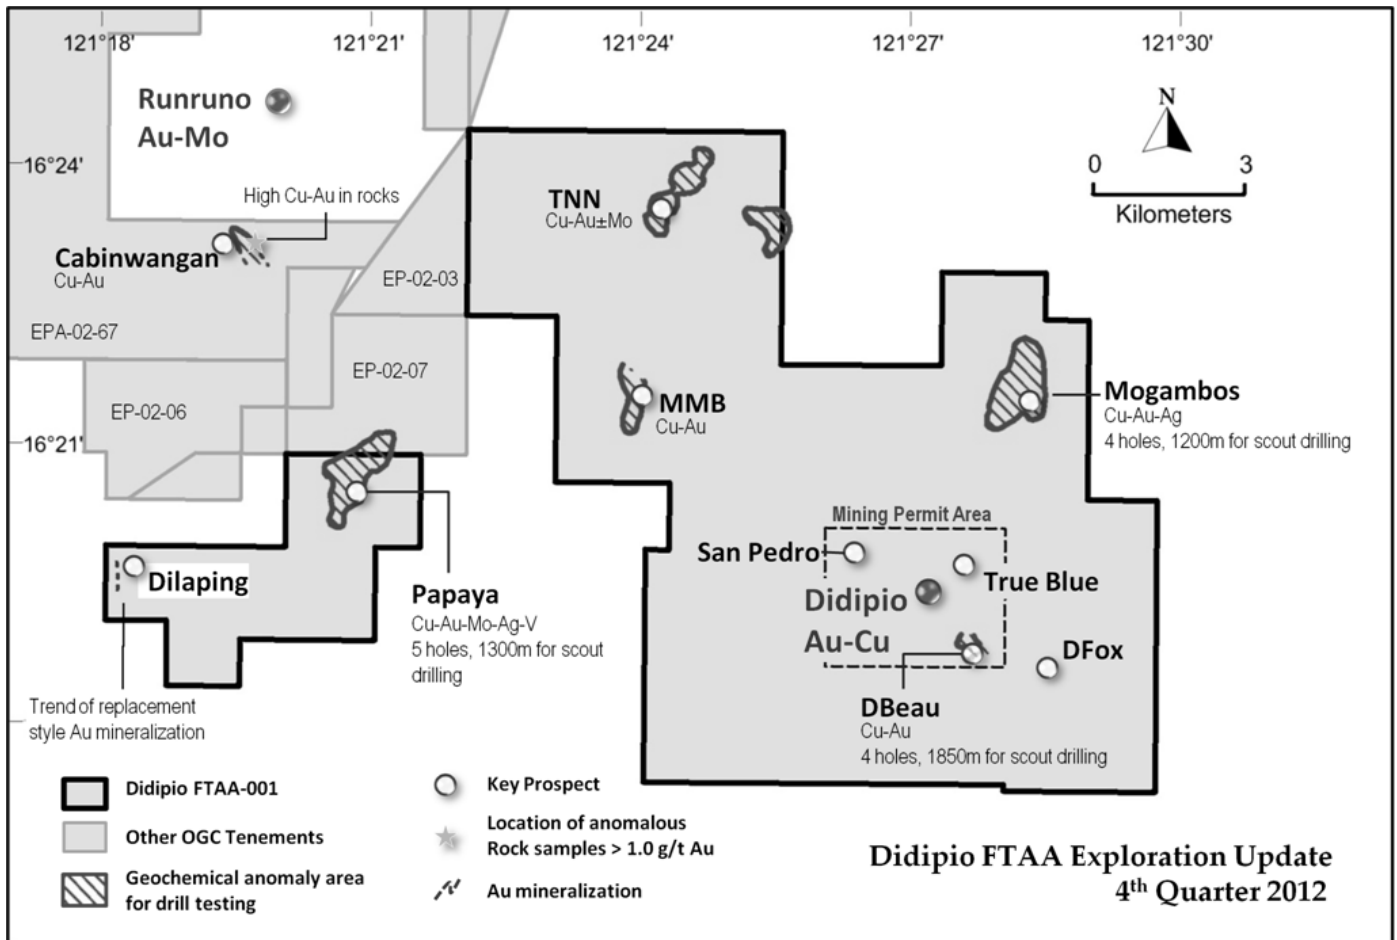 121°18'
121°21'
121°24'
121°27'
121°30'
Runruno
Au-Mo
N
0
3
Kilometers
16°24'
High Cu-Au in rocks
TNN
Cu-Au±Mo
Cabinwangan
Cu-Au
EP-02-03
EPA-02-67
EP-02-07
EP-02-06
MMB
Cu-Au
Mogambos
Cu-Au-Ag
4 holes, 1200m for scout drilling
16°21'
Mining Permit Area
San Pedro
True Blue
Didipio
Au-Cu
DFox
Dilaping
Papaya
Cu-Au-Mo-Ag-V
5 holes, 1300m for scout
drilling
DBeau
Cu-Au
4 holes, 1850m for scout drilling
Trend of replacement
style Au mineralization
Didipio FTAA-001
Other OGC Tenements
Geochemical anomaly area
for drill testing
Key Prospect
Location of anomalous
Rock samples > 1.0 g/t Au
Au mineralization
Didipio FTAA Exploration Update
4th Quarter 2012